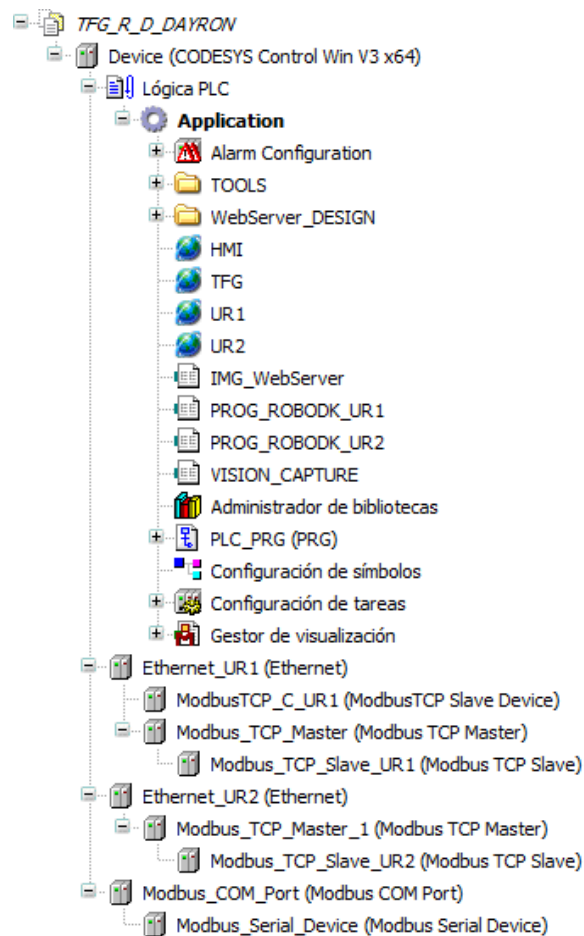 TFG_R_D_DAYRON
Device (CODESYS Control Win V3 x64)
Lógica PLC
Application
Alarm Configuration
TOOLS
WebServer_DESIGN
HMI
TFG
UR1
UR2
IMG_WebServer
PROG_ROBODK_UR1
PROG_ROBODK_UR2
VISION_CAPTURE
Administrador de bibliotecas
PLC_PRG (PRG)
Configuración de símbolos
Configuración de tareas
Gestor de visualización
Ethernet_UR1 (Ethernet)
ModbusTCP_C_UR1 (ModbusTCP Slave Device)
Modbus_TCP_Master (Modbus TCP Master)
Modbus_TCP_Slave_UR1 (Modbus TCP Slave)
Ethernet_UR2 (Ethernet)
Modbus_TCP_Master_1 (Modbus TCP Master)
Modbus_TCP_Slave_UR2 (Modbus TCP Slave)
Modbus_COM_Port (Modbus COM Port)
Modbus_Serial_Device (Modbus Serial Device)